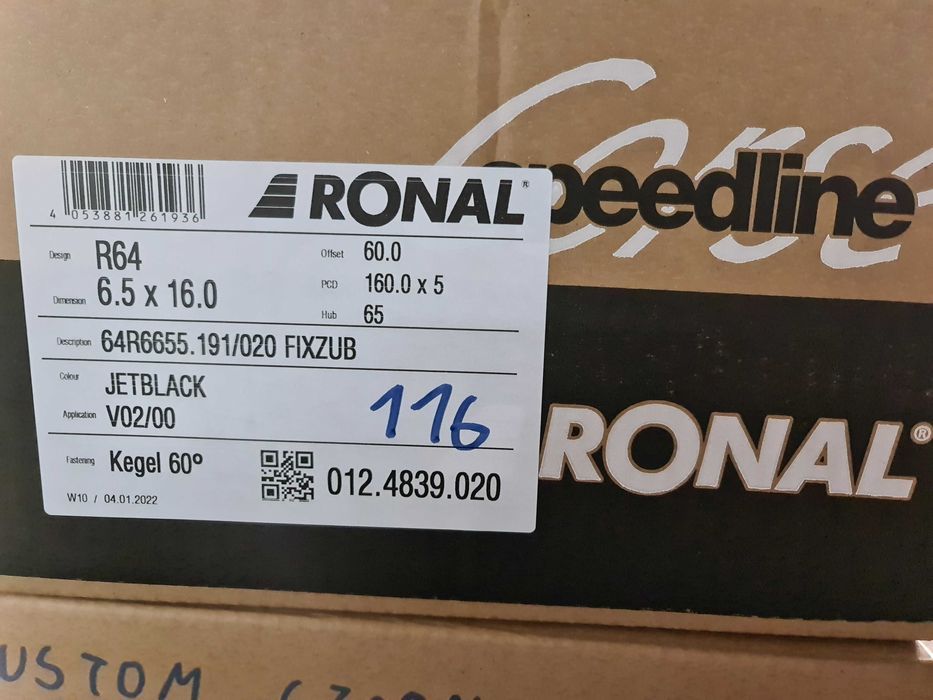 Corse
speedline
4 053881 261936
RONAL®
Design R64
Offset 60.0
Dimension 6.5 x 16.0
PCD 160.0 x 5
Hub 65
Description 64R6655.191/020 FIXZUB
Colour JETBLACK
Application V02/00
116
Fastening Kegel 60º
012.4839.020
W10 / 04.01.2022
RONAL®
USTOM